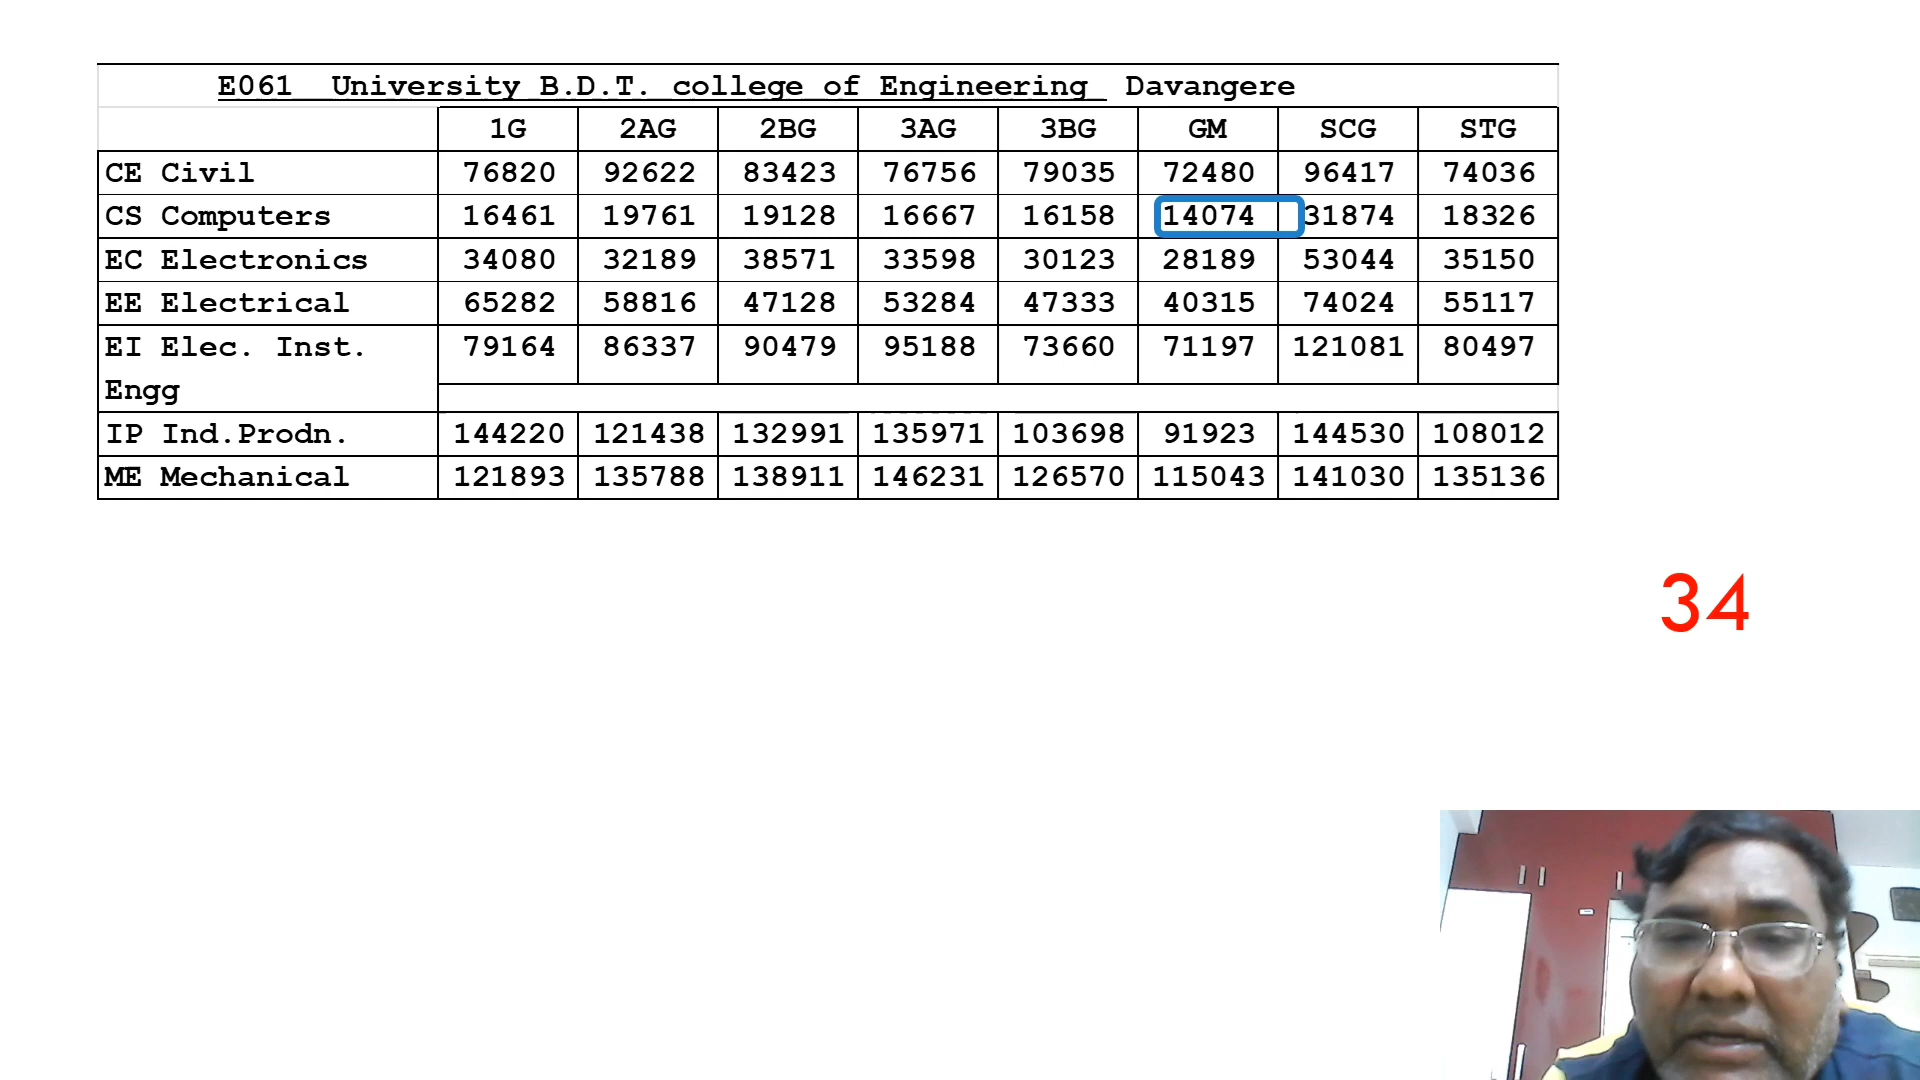 E061 University B.D.T. college of Engineering Davangere
1G 2AG 2BG 3AG 3BG GM SCG STG
CE Civil 76820 92622 83423 76756 79035 72480 96417 74036
CS Computers 16461 19761 19128 16667 16158 14074 31874 18326
EC Electronics 34080 32189 38571 33598 30123 28189 53044 35150
EE Electrical 65282 58816 47128 53284 47333 40315 74024 55117
EI Elec. Inst. 79164 86337 90479 95188 73660 71197 121081 80497
Engg
IP Ind.Prodn. 144220 121438 132991 135971 103698 91923 144530 108012
ME Mechanical 121893 135788 138911 146231 126570 115043 141030 135136
34